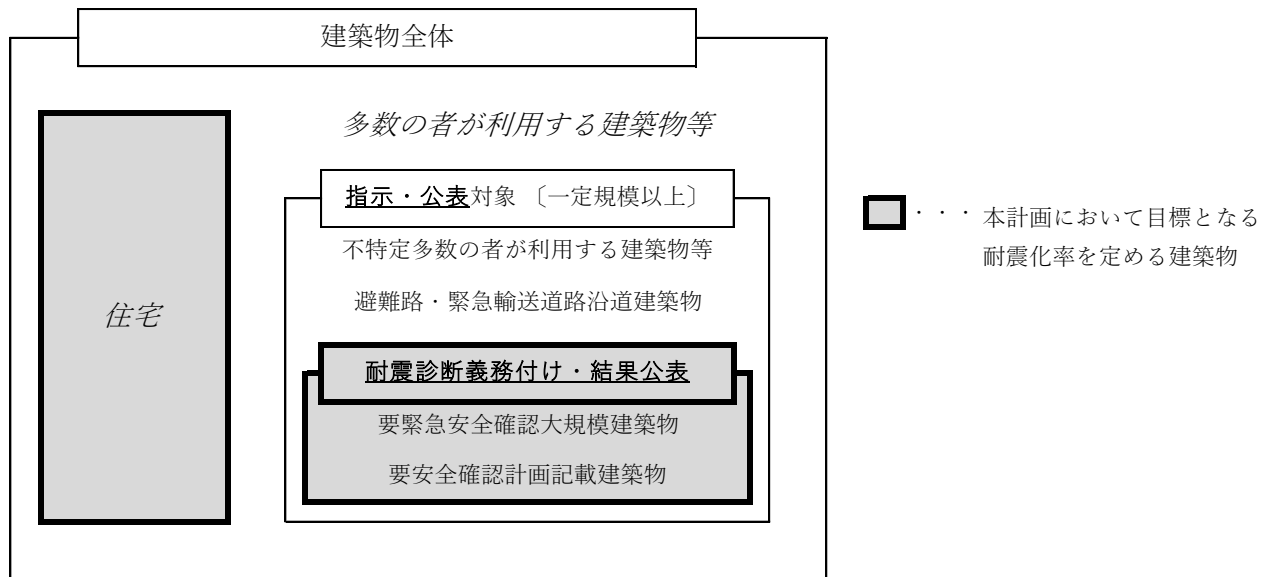 建築物全体
多数の者が利用する建築物等
指示・公表対象 〔一定規模以上〕
不特定多数の者が利用する建築物等
避難路・緊急輸送道路沿道建築物
住宅
耐震診断義務付け・結果公表
要緊急安全確認大規模建築物
要安全確認計画記載建築物
・・・ 本計画において目標となる
耐震化率を定める建築物